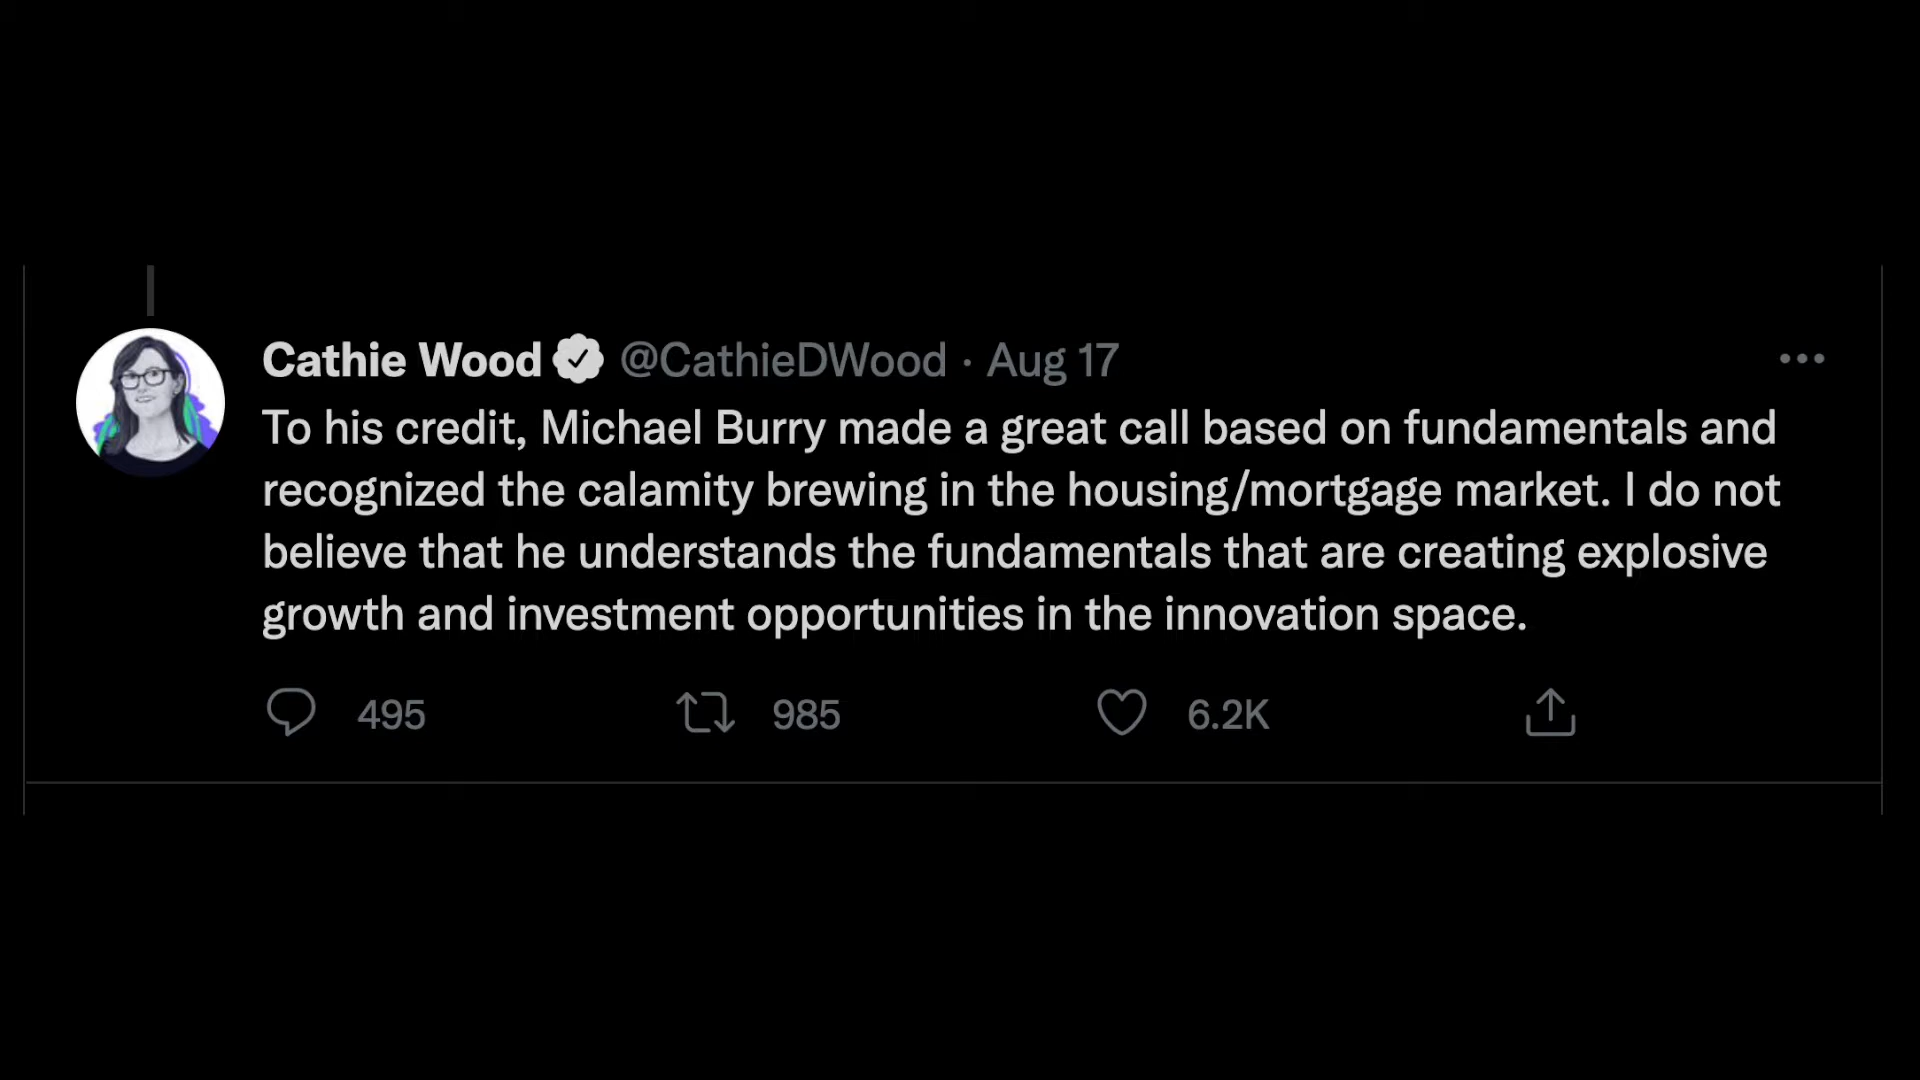 Cathie Wood @CathieDWood · Aug 17
To his credit, Michael Burry made a great call based on fundamentals and
recognized the calamity brewing in the housing/mortgage market. I do not
believe that he understands the fundamentals that are creating explosive
growth and investment opportunities in the innovation space.
495 985 6.2K